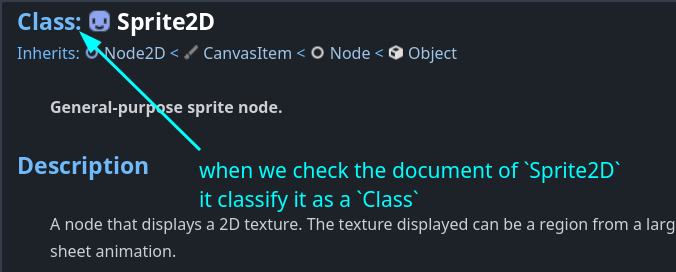 Class: Sprite2D
Inherits: Node2D < CanvasItem < Node < Object
General-purpose sprite node.
Description
when we check the document of `Sprite2D`
it classify it as a `Class`
A node that displays a 2D texture. The texture displayed can be a region from a larg
sheet animation.